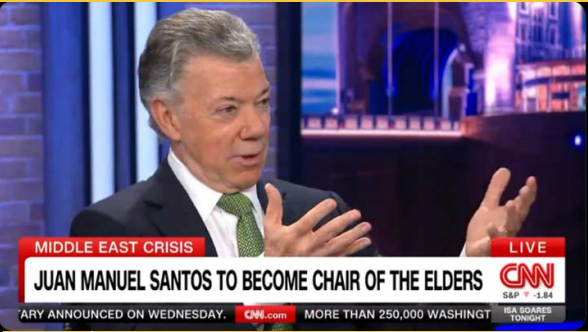 MIDDLE EAST CRISIS
LIVE
JUAN MANUEL SANTOS TO BECOME CHAIR OF THE ELDERS
CNN
S&P ▼ -1.84
ARY ANNOUNCED ON WEDNESDAY. CNN.com MORE THAN 250,000 WASHINGT
ISA SOARES
TONIGHT